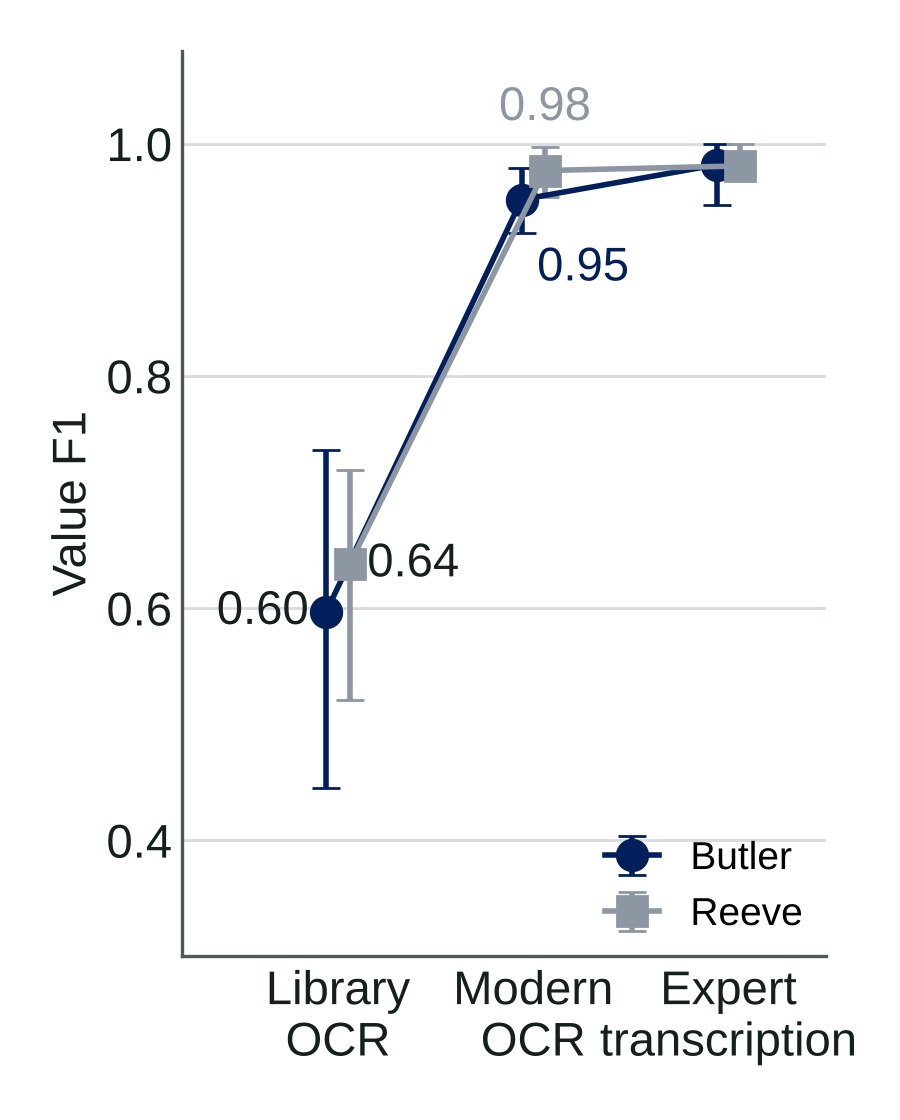 0.98
1.0
0.95
0.8
Value F1
0.64
0.60
0.6
0.4
Butler
Reeve
Library
OCR
Modern
OCR
Expert
transcription